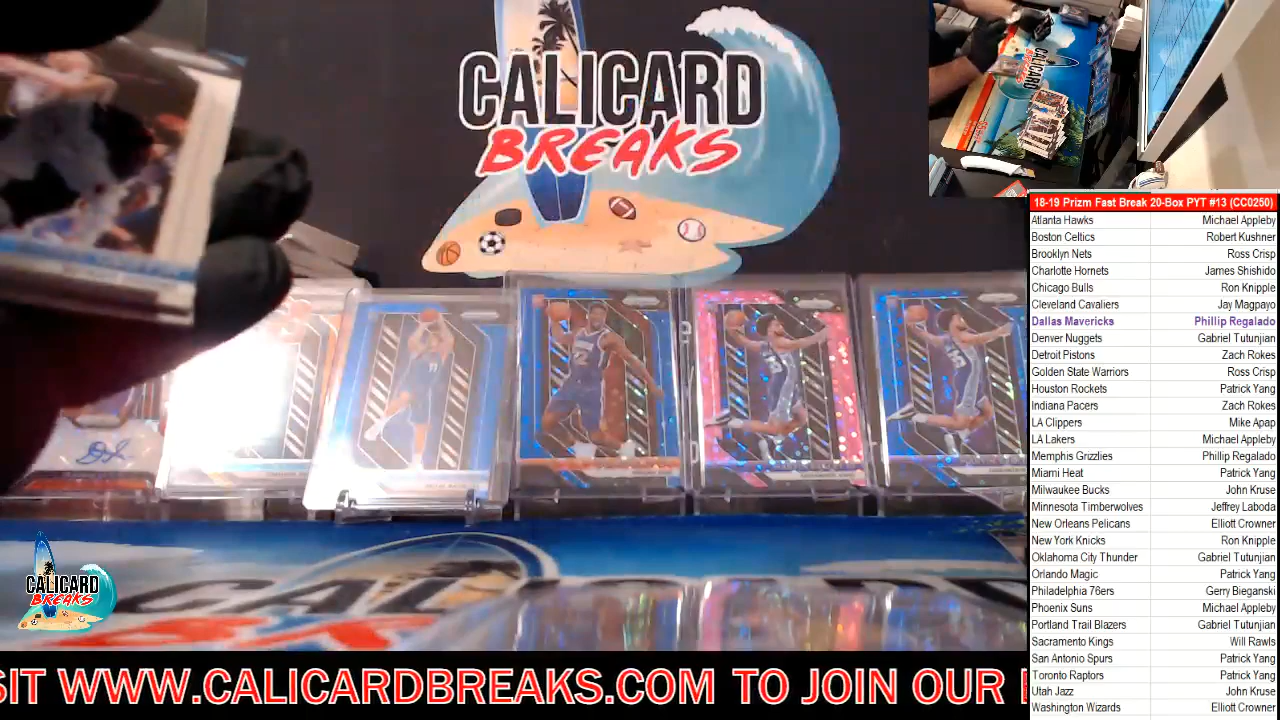 CALICARD
BREAKS
CALICARD
BREAKS
18-19 Prizm Fast Break 20-Box PYT #13 (CC0250)
Atlanta Hawks Michael Appleby
Boston Celtics Robert Kushner
Brooklyn Nets Ross Crisp
Charlotte Hornets James Shishido
Chicago Bulls Ron Knipple
Cleveland Cavaliers Jay Magpayo
Dallas Mavericks Phillip Regalado
Denver Nuggets Gabriel Tutunjian
Detroit Pistons Zach Rokes
Golden State Warriors Ross Crisp
Houston Rockets Patrick Yang
Indiana Pacers Zach Rokes
LA Clippers Mike Apap
LA Lakers Michael Appleby
Memphis Grizzlies Phillip Regalado
Miami Heat Patrick Yang
Milwaukee Bucks John Kruse
Minnesota Timberwolves Jeffrey Laboda
New Orleans Pelicans Elliott Crowner
New York Knicks Ron Knipple
Oklahoma City Thunder Gabriel Tutunjian
Orlando Magic Patrick Yang
Philadelphia 76ers Gerry Bieganski
Phoenix Suns Michael Appleby
Portland Trail Blazers Gabriel Tutunjian
Sacramento Kings Will Rawls
San Antonio Spurs Patrick Yang
Toronto Raptors Patrick Yang
Utah Jazz John Kruse
Washington Wizards Elliott Crowner
CALICARD
BREAKS
SIT WWW.CALICARDBREAKS.COM TO JOIN OUR